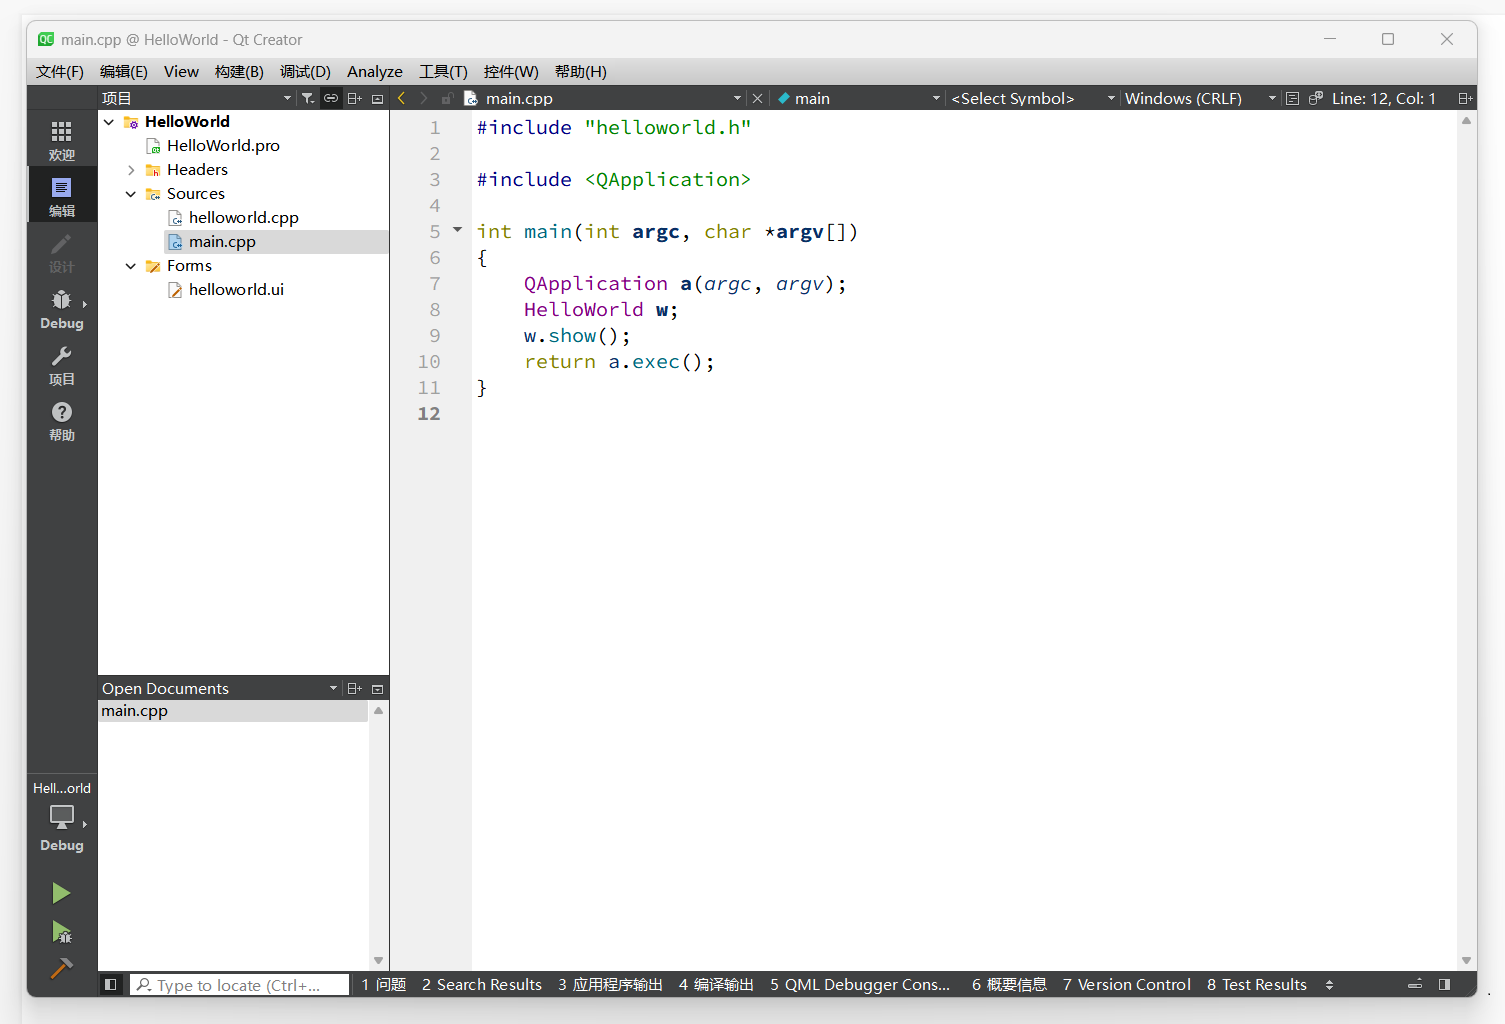 main.cpp @ HelloWorld - Qt Creator
文件(F) 编辑(E) View 构建(B) 调试(D) Analyze 工具(T) 控件(W) 帮助(H)
项目 main.cpp main <Select Symbol> Windows (CRLF) Line: 12, Col: 1
欢迎
编辑
设计
Debug
项目
帮助
HelloWorld
HelloWorld.pro
Headers
Sources
helloworld.cpp
main.cpp
Forms
helloworld.ui
1 #include "helloworld.h"
2
3 #include <QApplication>
4
5 int main(int argc, char *argv[])
6 {
7 QApplication a(argc, argv);
8 HelloWorld w;
9 w.show();
10 return a.exec();
11 }
12
Open Documents
main.cpp
Hell...orld
Debug
Type to locate (Ctrl+... 1 问题 2 Search Results 3 应用程序输出 4 编译输出 5 QML Debugger Cons... 6 概要信息 7 Version Control 8 Test Results